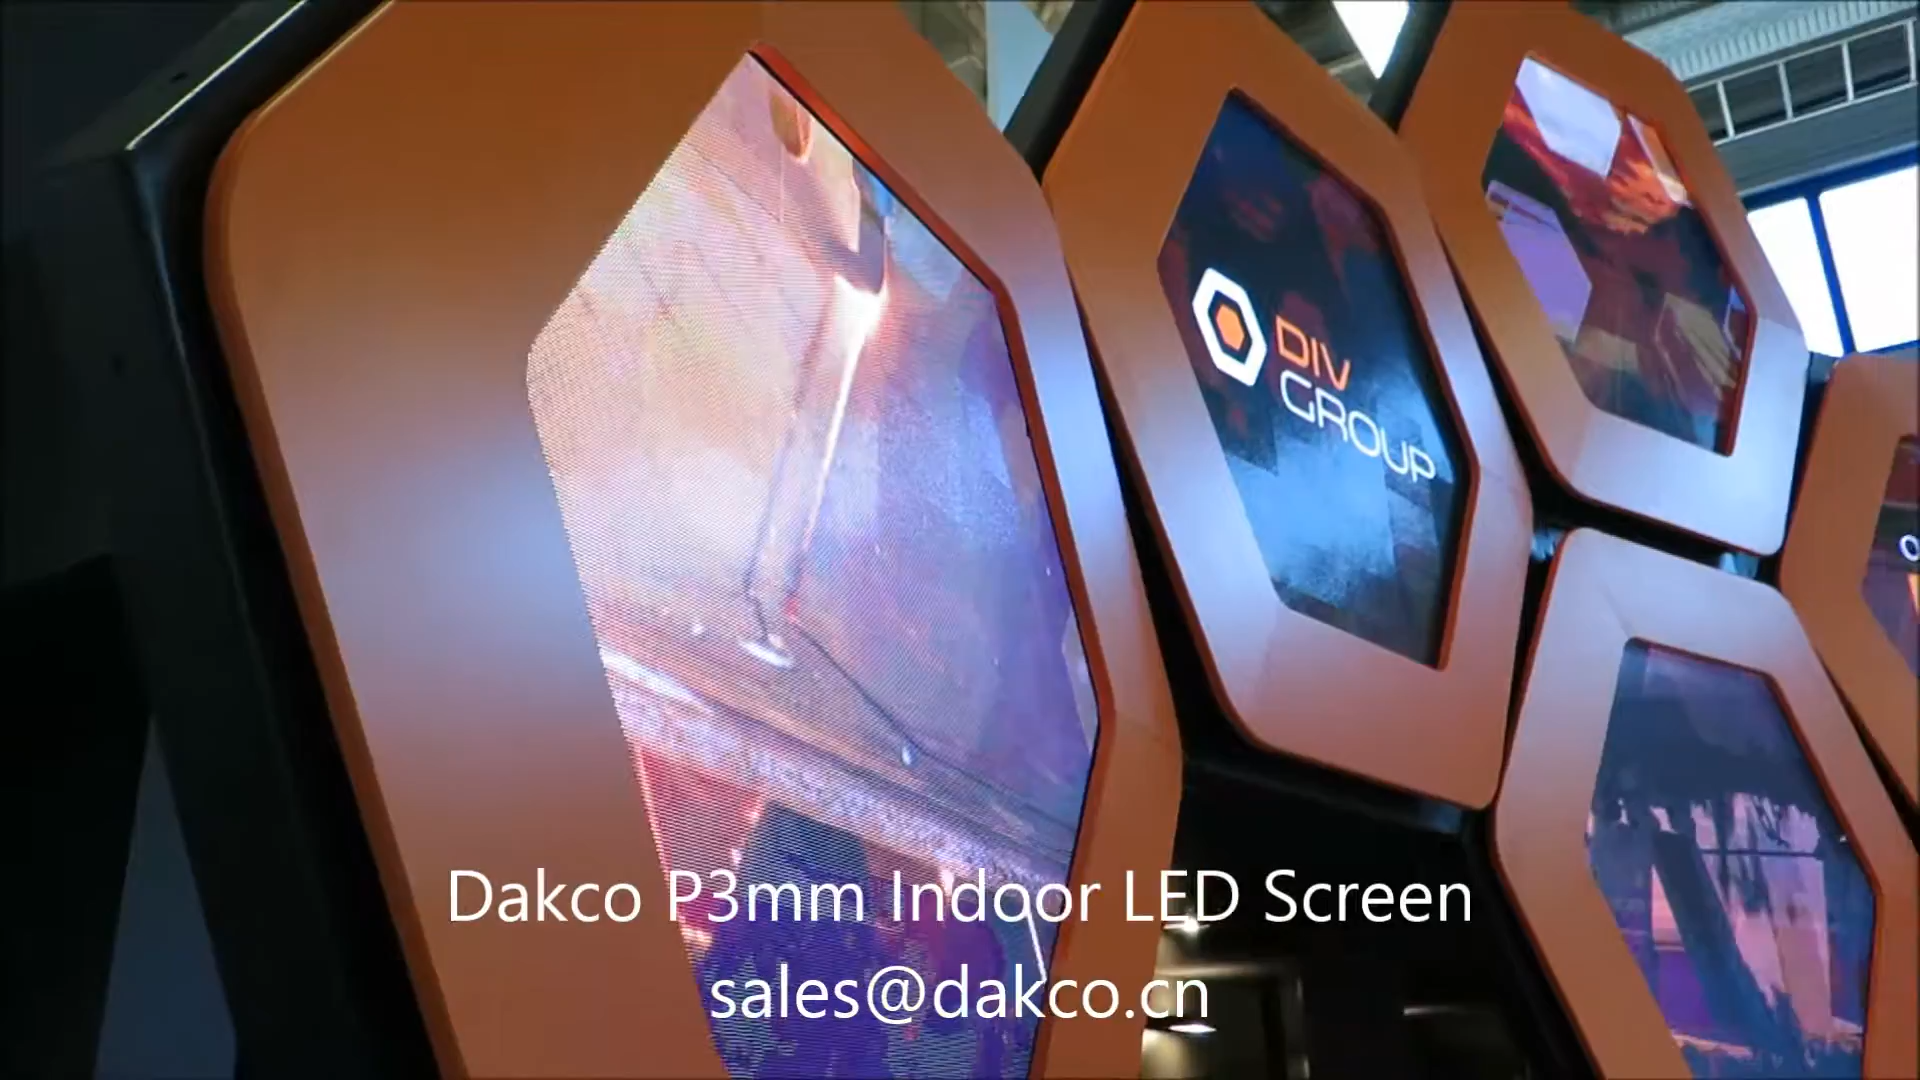 DIV
GROUP
Dakco P3mm Indoor LED Screen
sales@dakco.cn